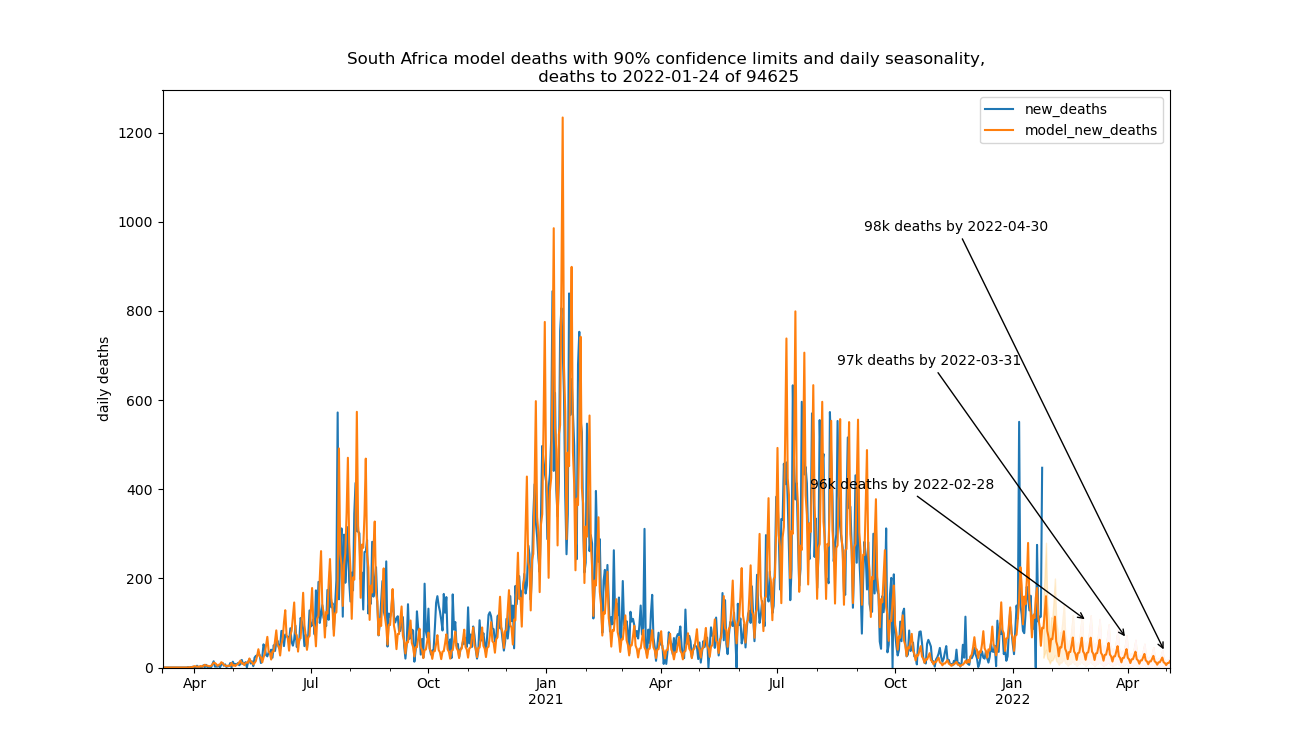 South Africa model deaths with 90% confidence limits and daily seasonality,
deaths to 2022-01-24 of 94625
new_deaths
model_new_deaths
1200
1000
800
600
400
200
0
daily deaths
98k deaths by 2022-04-30
97k deaths by 2022-03-31
96k deaths by 2022-02-28
Apr
Jul
Oct
Jan
2021
Apr
Jul
Oct
Jan
2022
Apr